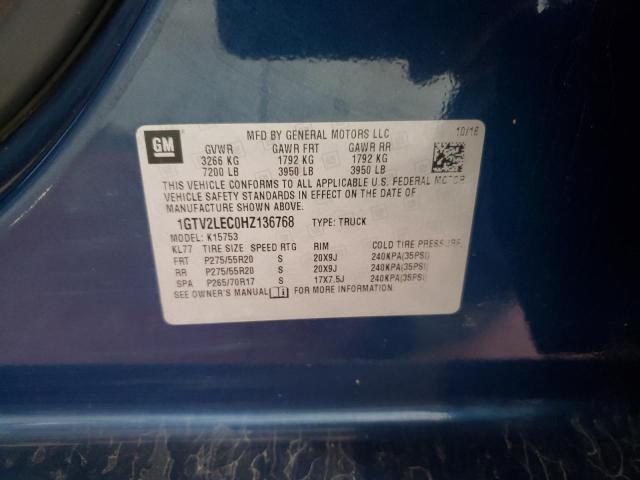 GM
MFD BY GENERAL MOTORS LLC
10/16
GVWR GAWR FRT GAWR RR
3266 KG 1792 KG 1792 KG
7200 LB 3950 LB 3950 LB
THIS VEHICLE CONFORMS TO ALL APPLICABLE U.S. FEDERAL MOTOR
VEHICLE SAFETY STANDARDS IN EFFECT ON THE DATE OF
MANUFACTURE SHOWN ABOVE.
1GTV2LEC0HZ136768 TYPE: TRUCK
MODEL: K15753
KL77 TIRE SIZE SPEED RTG RIM COLD TIRE PRESSURE
FRT P275/55R20 S 20X9J 240KPA(35PSI)
RR P275/55R20 S 20X9J 240KPA(35PSI)
SPA P265/70R17 S 17X7.5J 240KPA(35PSI)
SEE OWNER'S MANUAL FOR MORE INFORMATION.